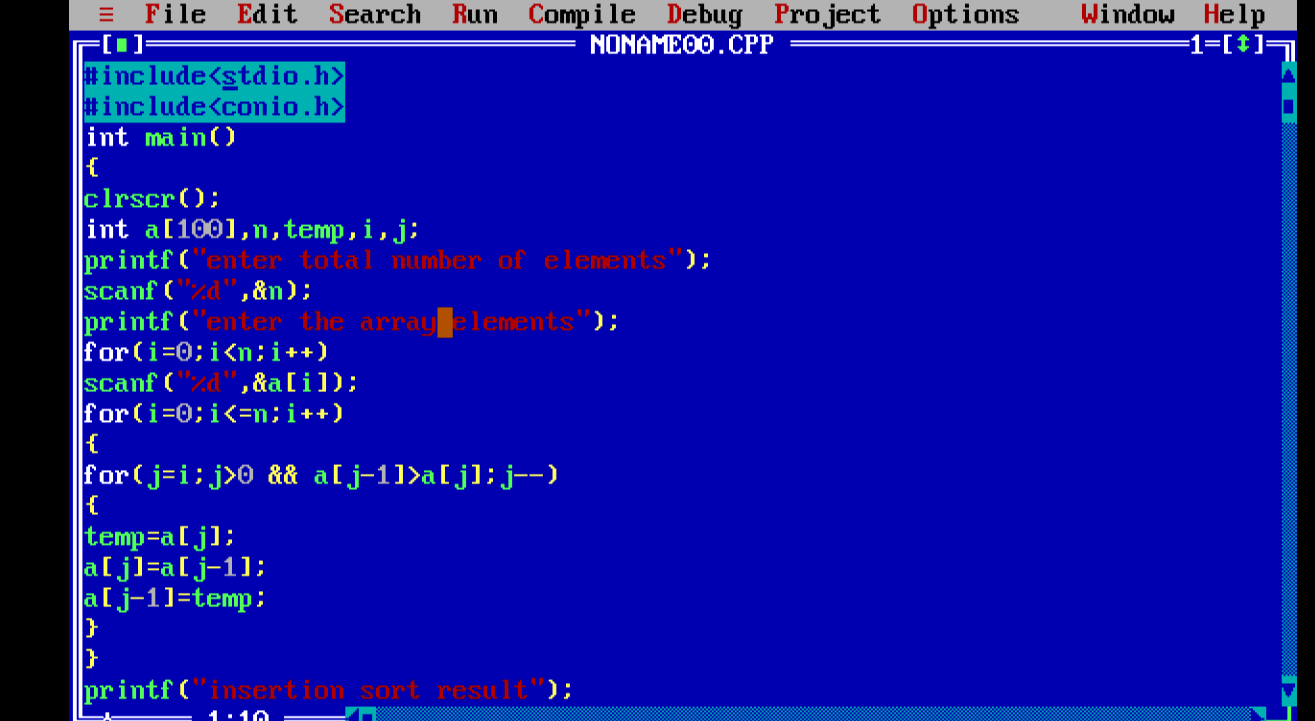 ≡ File Edit Search Run Compile Debug Project Options Window Help
[■] NONAME00.CPP 1=[↕]
#include<stdio.h>
#include<conio.h>
int main()
{
clrscr();
int a[100],n,temp,i,j;
printf("enter total number of elements");
scanf("%d",&n);
printf("enter the array elements");
for(i=0;i<n;i++)
scanf("%d",&a[i]);
for(i=0;i<=n;i++)
{
for(j=i;j>0 && a[j-1]>a[j];j--)
{
temp=a[j];
a[j]=a[j-1];
a[j-1]=temp;
}
}
printf("insertion sort result");
1:10